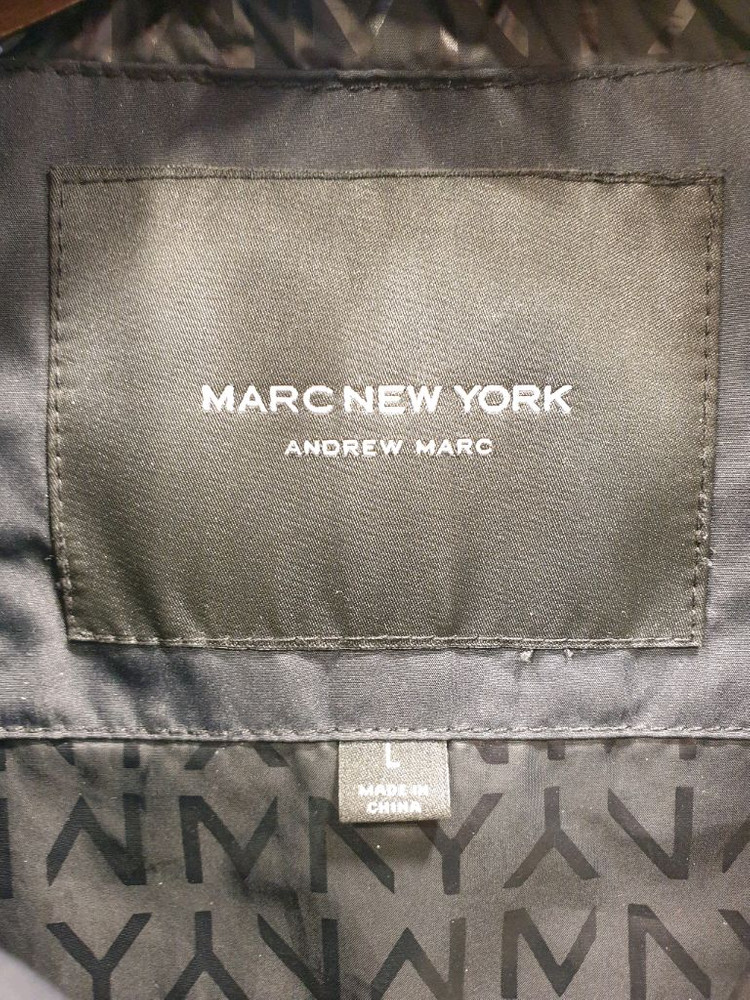 MARC NEW YORK
ANDREW MARC
L
MADE IN
CHINA